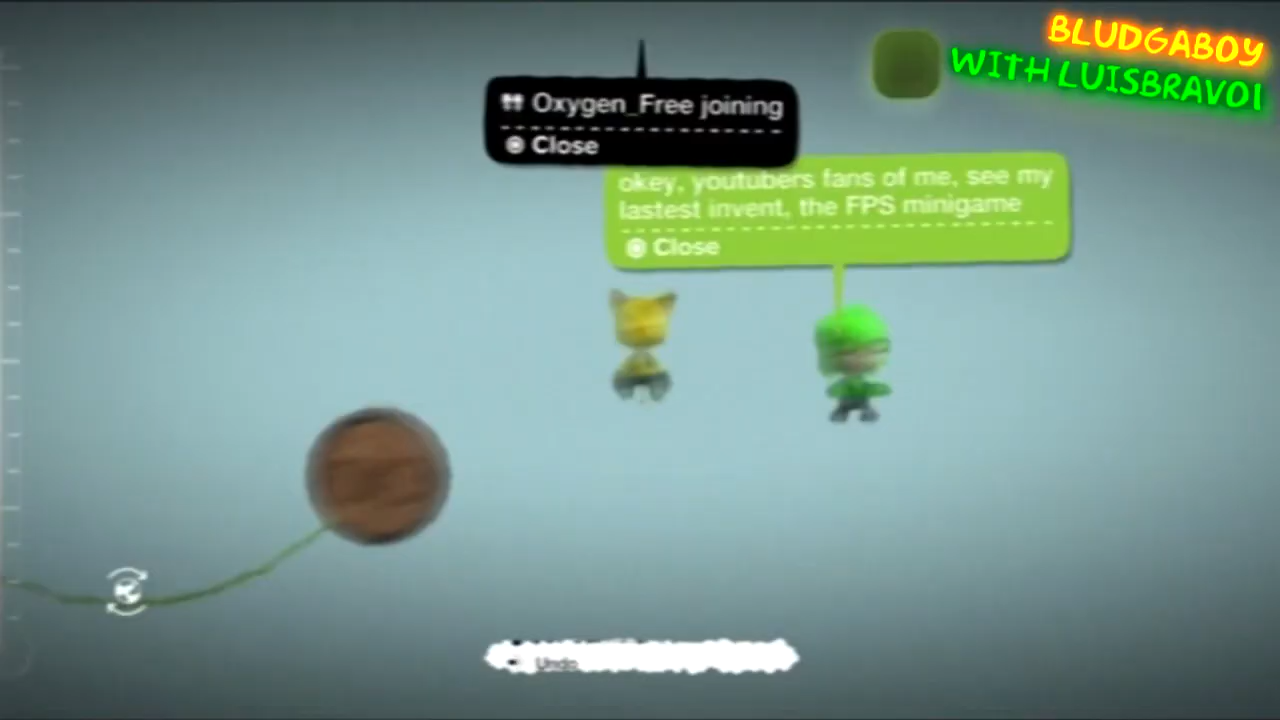 BLUDGABOY
WITH LUISBRAVO1
Oxygen_Free joining
Close
okey, youtubers fans of me, see my
lastest invent, the FPS minigame
Close
Undo